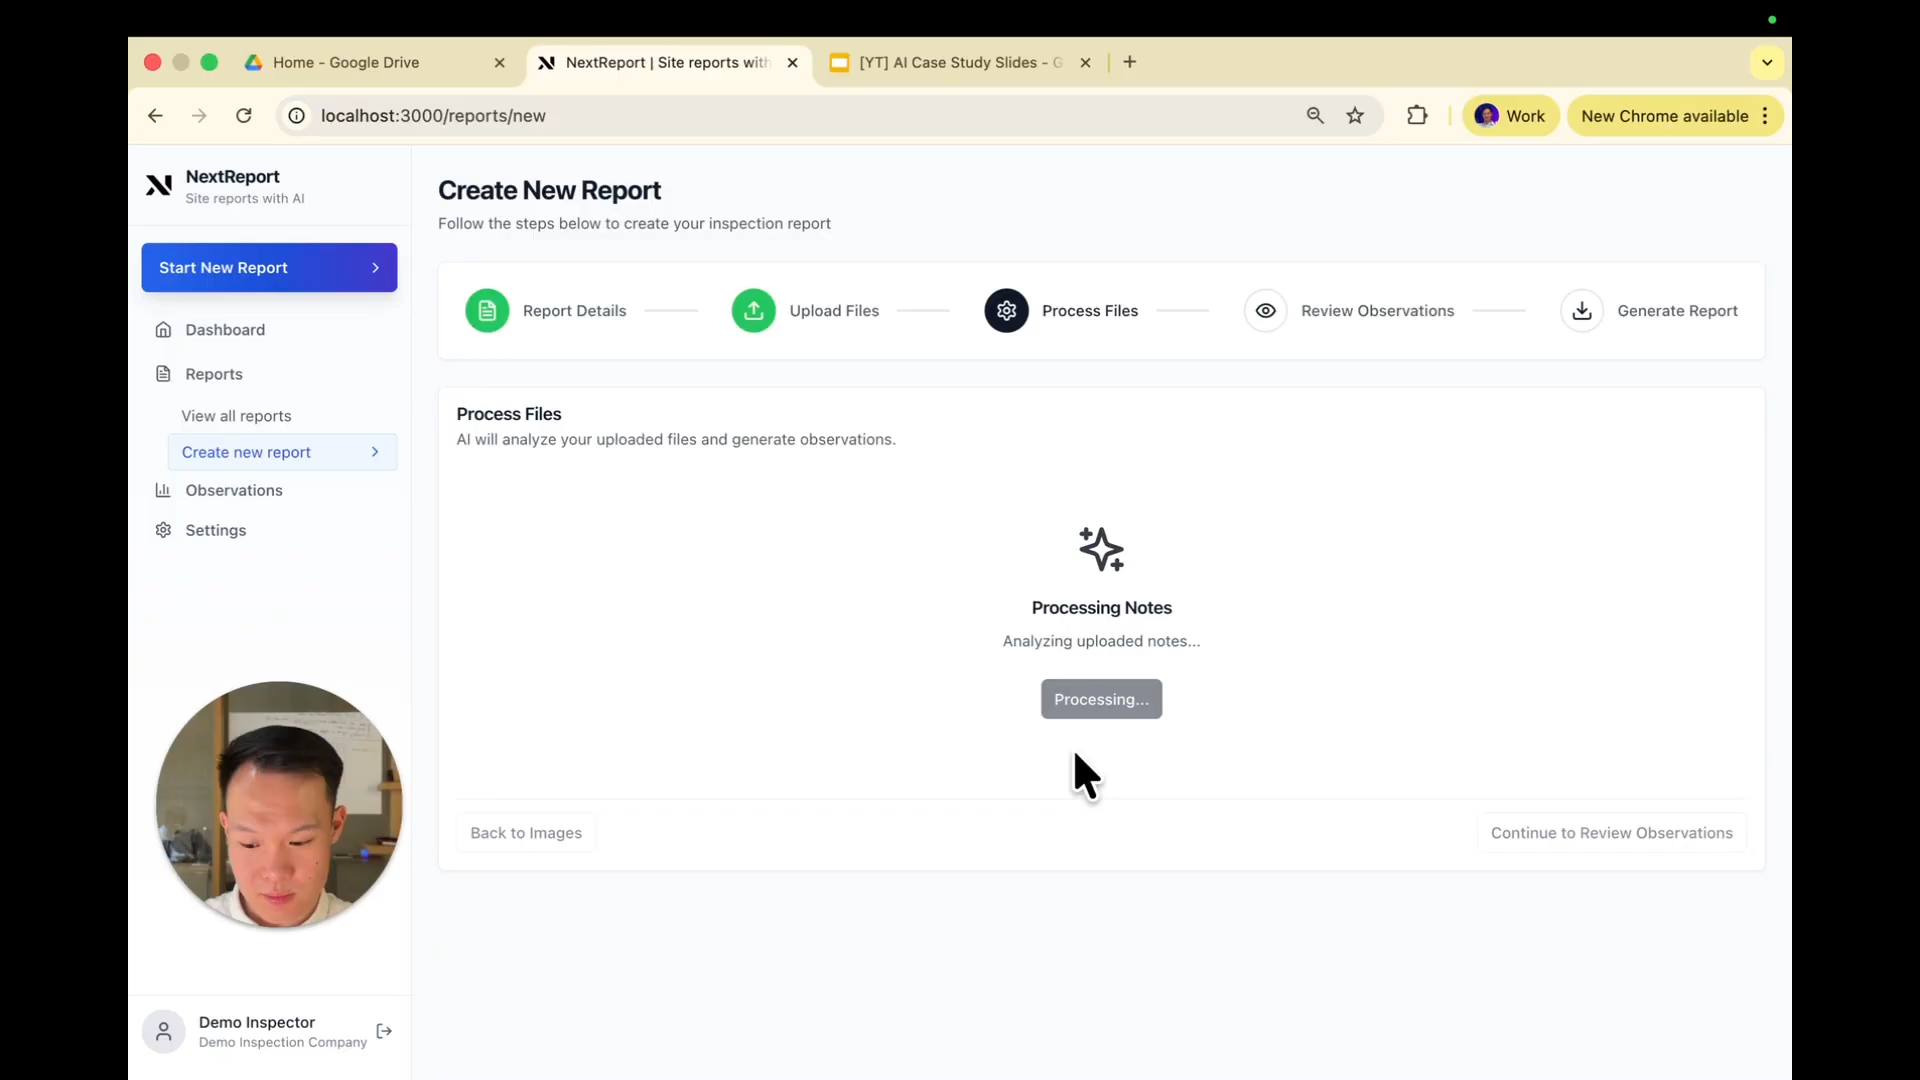 Home - Google Drive
NextReport | Site reports with
[YT] AI Case Study Slides - G
localhost:3000/reports/new
Work
New Chrome available
NextReport
Site reports with AI
Start New Report
Dashboard
Reports
View all reports
Create new report
Observations
Settings
Demo Inspector
Demo Inspection Company
Create New Report
Follow the steps below to create your inspection report
Report Details
Upload Files
Process Files
Review Observations
Generate Report
Process Files
AI will analyze your uploaded files and generate observations.
Processing Notes
Analyzing uploaded notes...
Processing...
Back to Images
Continue to Review Observations